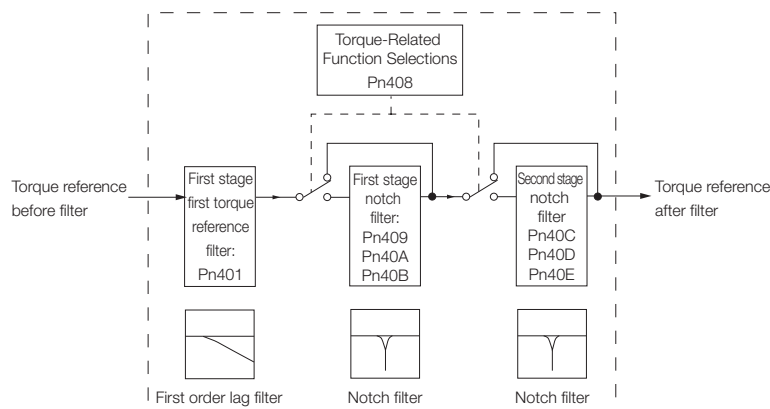 Torque-Related
Function Selections
Pn408
Torque reference
before filter
First stage
first torque
reference
filter:
Pn401
First stage
notch
filter:
Pn409
Pn40A
Pn40B
Second stage
notch
filter
Pn40C
Pn40D
Pn40E
Torque reference
after filter
First order lag filter
Notch filter
Notch filter